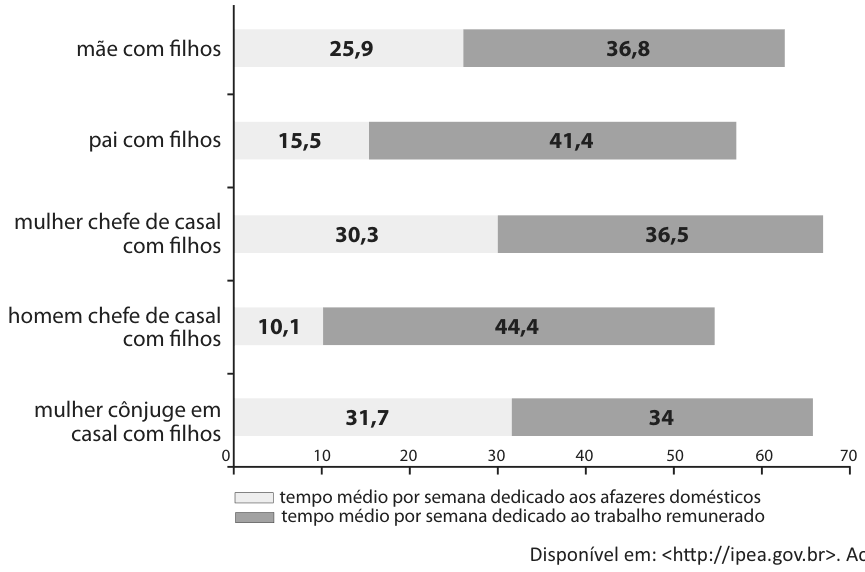 mãe com filhos
25,9 36,8
pai com filhos
15,5 41,4
mulher chefe de casal
com filhos
30,3 36,5
homem chefe de casal
com filhos
10,1 44,4
mulher cônjuge em
casal com filhos
31,7 34
0 10 20 30 40 50 60 70
tempo médio por semana dedicado aos afazeres domésticos
tempo médio por semana dedicado ao trabalho remunerado
Disponível em: <http://ipea.gov.br>. Ac